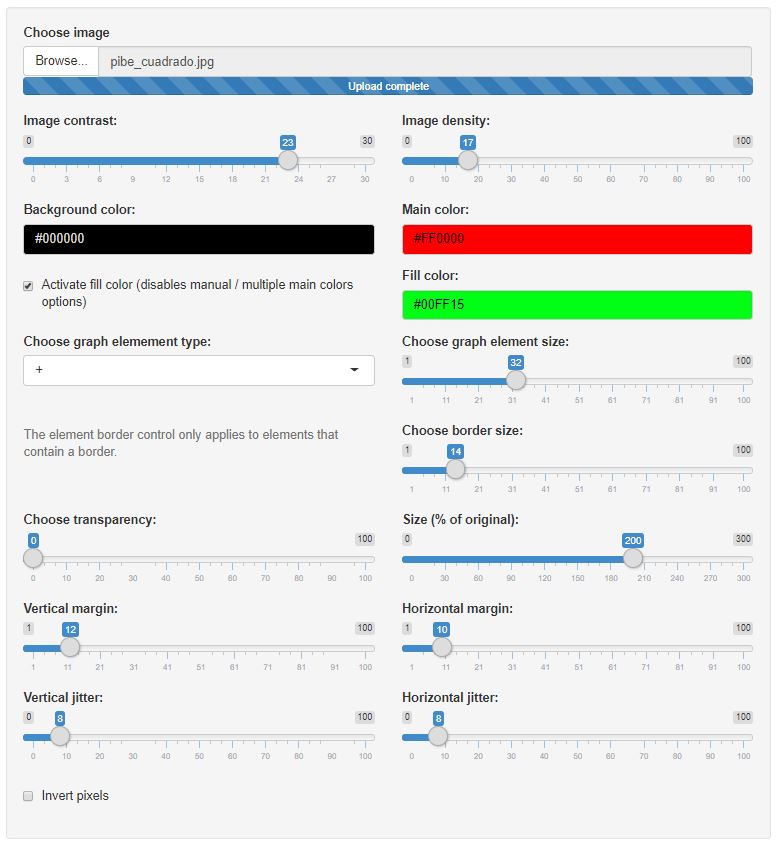 Choose image
Browse... pibe_cuadrado.jpg
Upload complete
Image contrast: Image density:
0 23 30 0 17 100
0 3 6 9 12 15 18 21 24 27 30 0 10 20 30 40 50 60 70 80 90 100
Background color: Main color:
#000000 #FF0000
Activate fill color (disables manual / multiple main colors
options)
Fill color:
#00FF15
Choose graph elemement type: Choose graph element size:
+ 1 32 100
1 11 21 31 41 51 61 71 81 91 100
The element border control only applies to elements that
contain a border.
Choose border size:
1 14 100
1 11 21 31 41 51 61 71 81 91 100
Choose transparency: Size (% of original):
0 100 0 200 300
0 10 20 30 40 50 60 70 80 90 100 0 30 60 90 120 150 180 210 240 270 300
Vertical margin: Horizontal margin:
1 12 100 1 10 100
1 11 21 31 41 51 61 71 81 91 100 1 11 21 31 41 51 61 71 81 91 100
Vertical jitter: Horizontal jitter:
0 8 100 0 8 100
0 10 20 30 40 50 60 70 80 90 100 0 10 20 30 40 50 60 70 80 90 100
Invert pixels